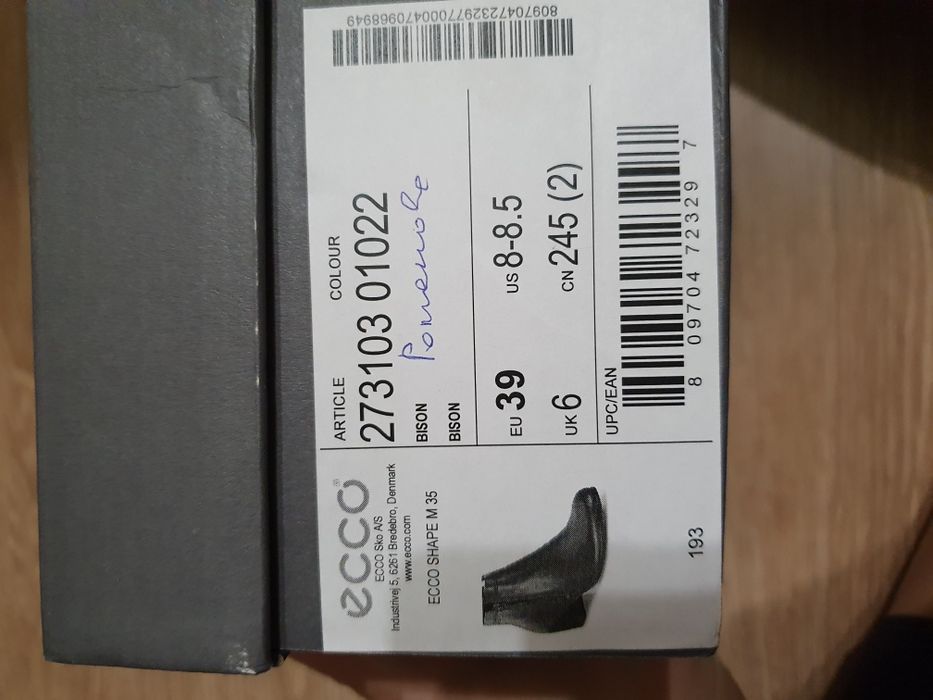 ecco
ECCO Sko A/S
Industrivej 5, 6261 Bredebro, Denmark
www.ecco.com
ECCO SHAPE M 35
193
ARTICLE COLOUR
273103 01022
BISON
BISON
EU 39 US 8-8.5
UK 6 CN 245 (2)
UPC/EAN
8 09704 72329 7
809704723297700047096894­9